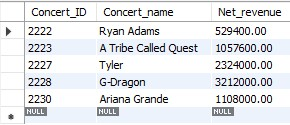 Concert_ID Concert_name Net_revenue
2222 Ryan Adams 529400.00
2223 A Tribe Called Quest 1057600.00
2227 Tyler 2324000.00
2228 G-Dragon 3212000.00
2230 Ariana Grande 1108000.00
NULL NULL NULL